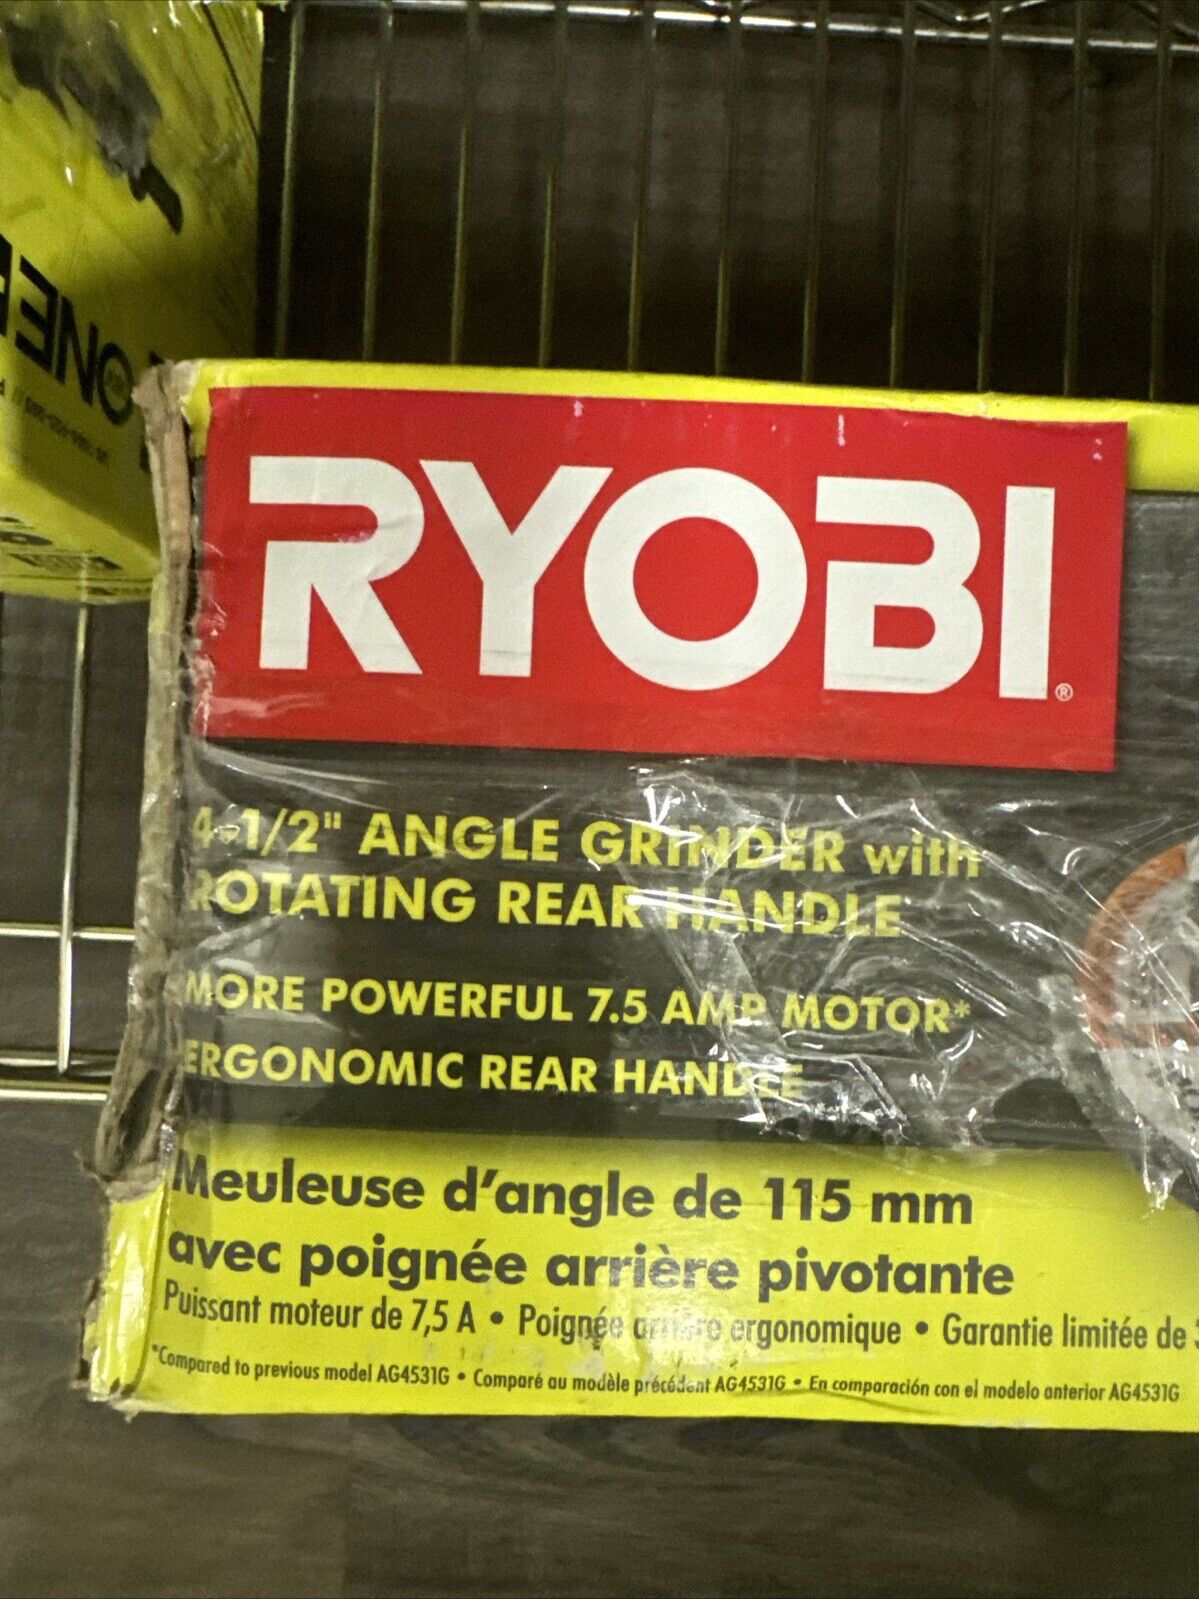 ONE
RYOBI®
4-1/2" ANGLE GRINDER with
ROTATING REAR HANDLE
MORE POWERFUL 7.5 AMP MOTOR*
ERGONOMIC REAR HANDLE
Meuleuse d'angle de 115 mm
avec poignée arrière pivotante
Puissant moteur de 7,5 A • Poignée arrière ergonomique • Garantie limitée de
*Compared to previous model AG4531G • Comparé au modèle précédent AG4531G • En comparación con el modelo anterior AG4531G